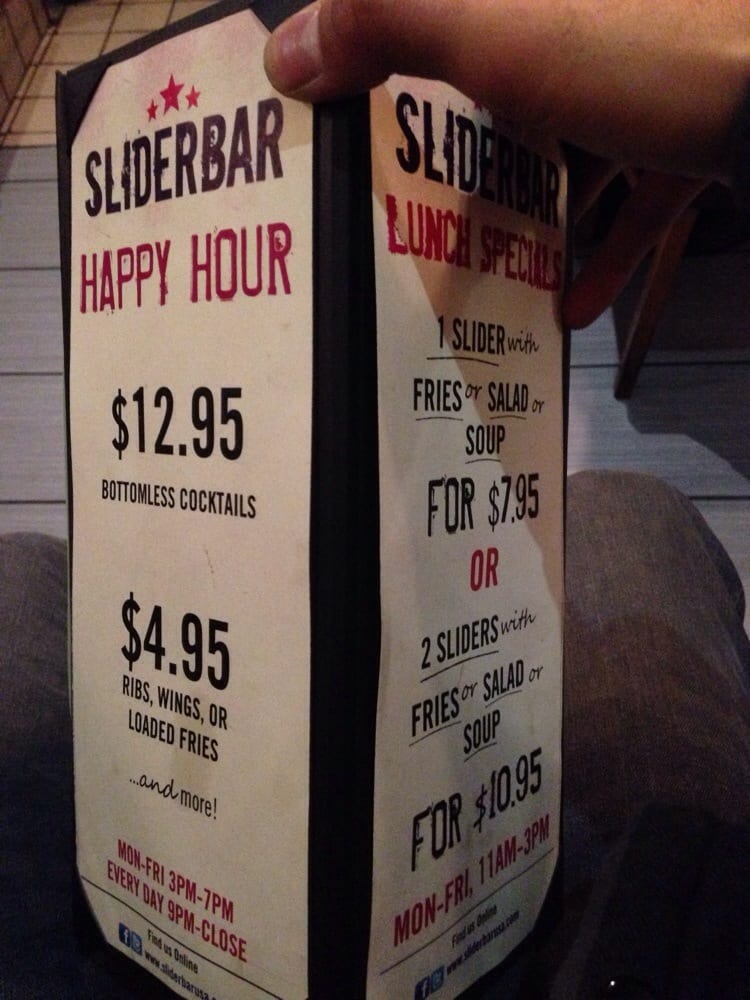 SLIDERBAR
HAPPY HOUR
$12.95
BOTTOMLESS COCKTAILS
$4.95
RIBS, WINGS, OR
LOADED FRIES
...and more!
MON-FRI 3PM-7PM
EVERY DAY 9PM-CLOSE
Find us Online
www.sliderbarusa.com
SLIDERBAR
LUNCH SPECIALS
1 SLIDER with
FRIES or SALAD or
SOUP
FOR $7.95
OR
2 SLIDERS with
FRIES or SALAD or
SOUP
FOR $10.95
MON-FRI, 11AM-3PM
Find us Online
www.sliderbarusa.com